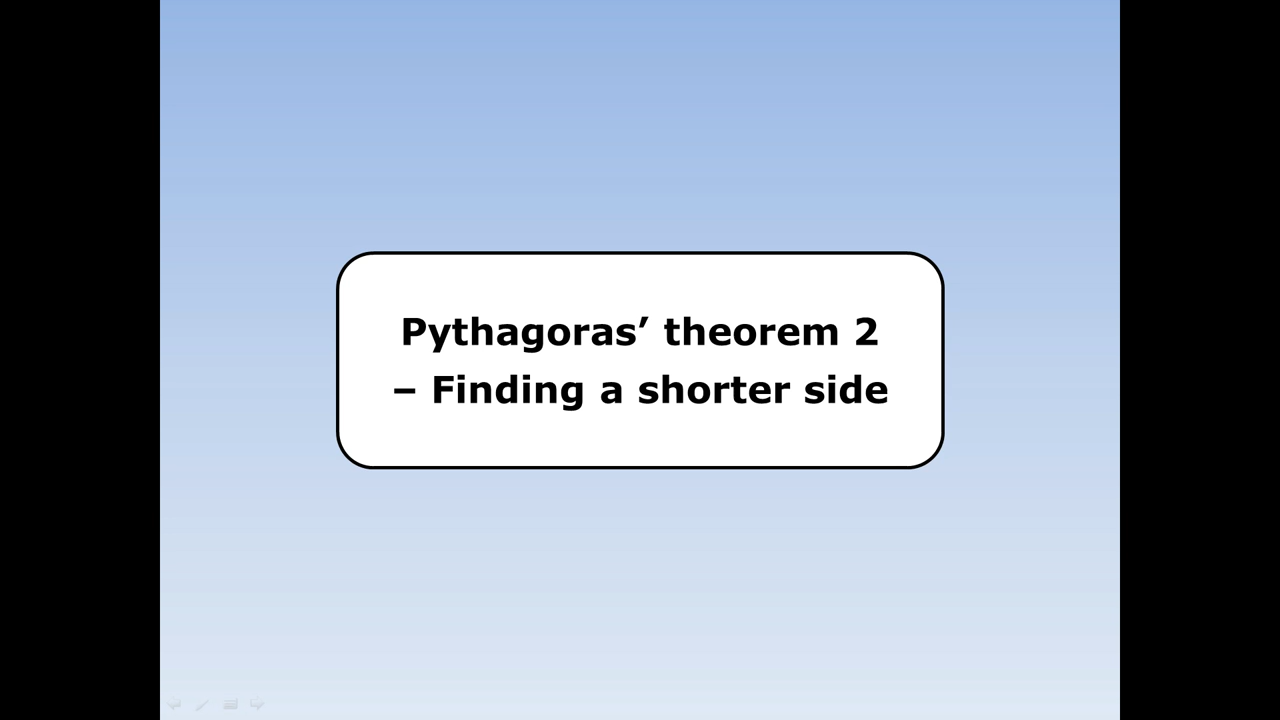 Pythagoras’ theorem 2
– Finding a shorter side